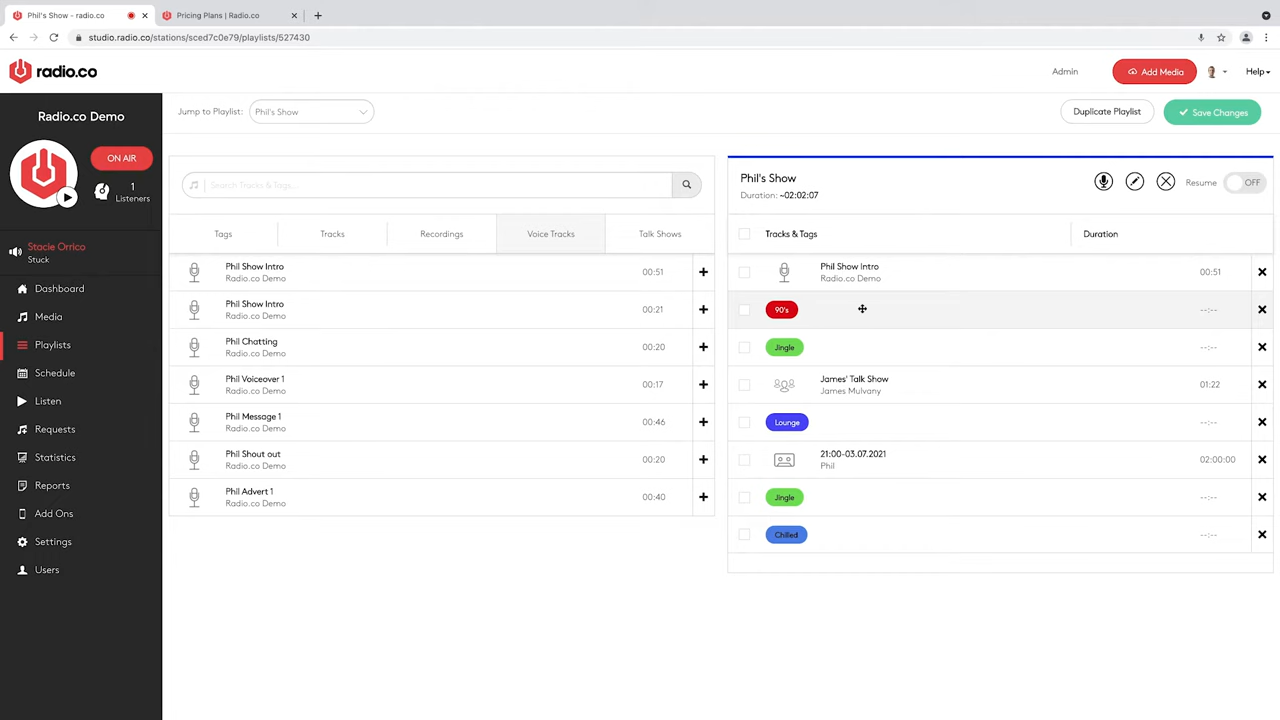 Phil's Show - radio.co
Pricing Plans | Radio.co
studio.radio.co/stations/sced7c0e79/playlists/527430
radio.co
Admin
Add Media
Help
Radio.co Demo
ON AIR
1
Listeners
Stacie Orrico
Stuck
Dashboard
Media
Playlists
Schedule
Listen
Requests
Statistics
Reports
Add Ons
Settings
Users
Jump to Playlist:
Phil's Show
Duplicate Playlist
Save Changes
Search Tracks & Tags...
Tags
Tracks
Recordings
Voice Tracks
Talk Shows
Phil Show Intro
Radio.co Demo
00:51
Phil Show Intro
Radio.co Demo
00:21
Phil Chatting
Radio.co Demo
00:20
Phil Voiceover 1
Radio.co Demo
00:17
Phil Message 1
Radio.co Demo
00:46
Phil Shout out
Radio.co Demo
00:20
Phil Advert 1
Radio.co Demo
00:40
Phil's Show
Duration: ~02:02:07
Resume
OFF
Tracks & Tags
Duration
Phil Show Intro
Radio.co Demo
00:51
90's
--:--
Jingle
--:--
James' Talk Show
James Mulvany
01:22
Lounge
--:--
21:00-03.07.2021
Phil
02:00:00
Jingle
--:--
Chilled
--:--